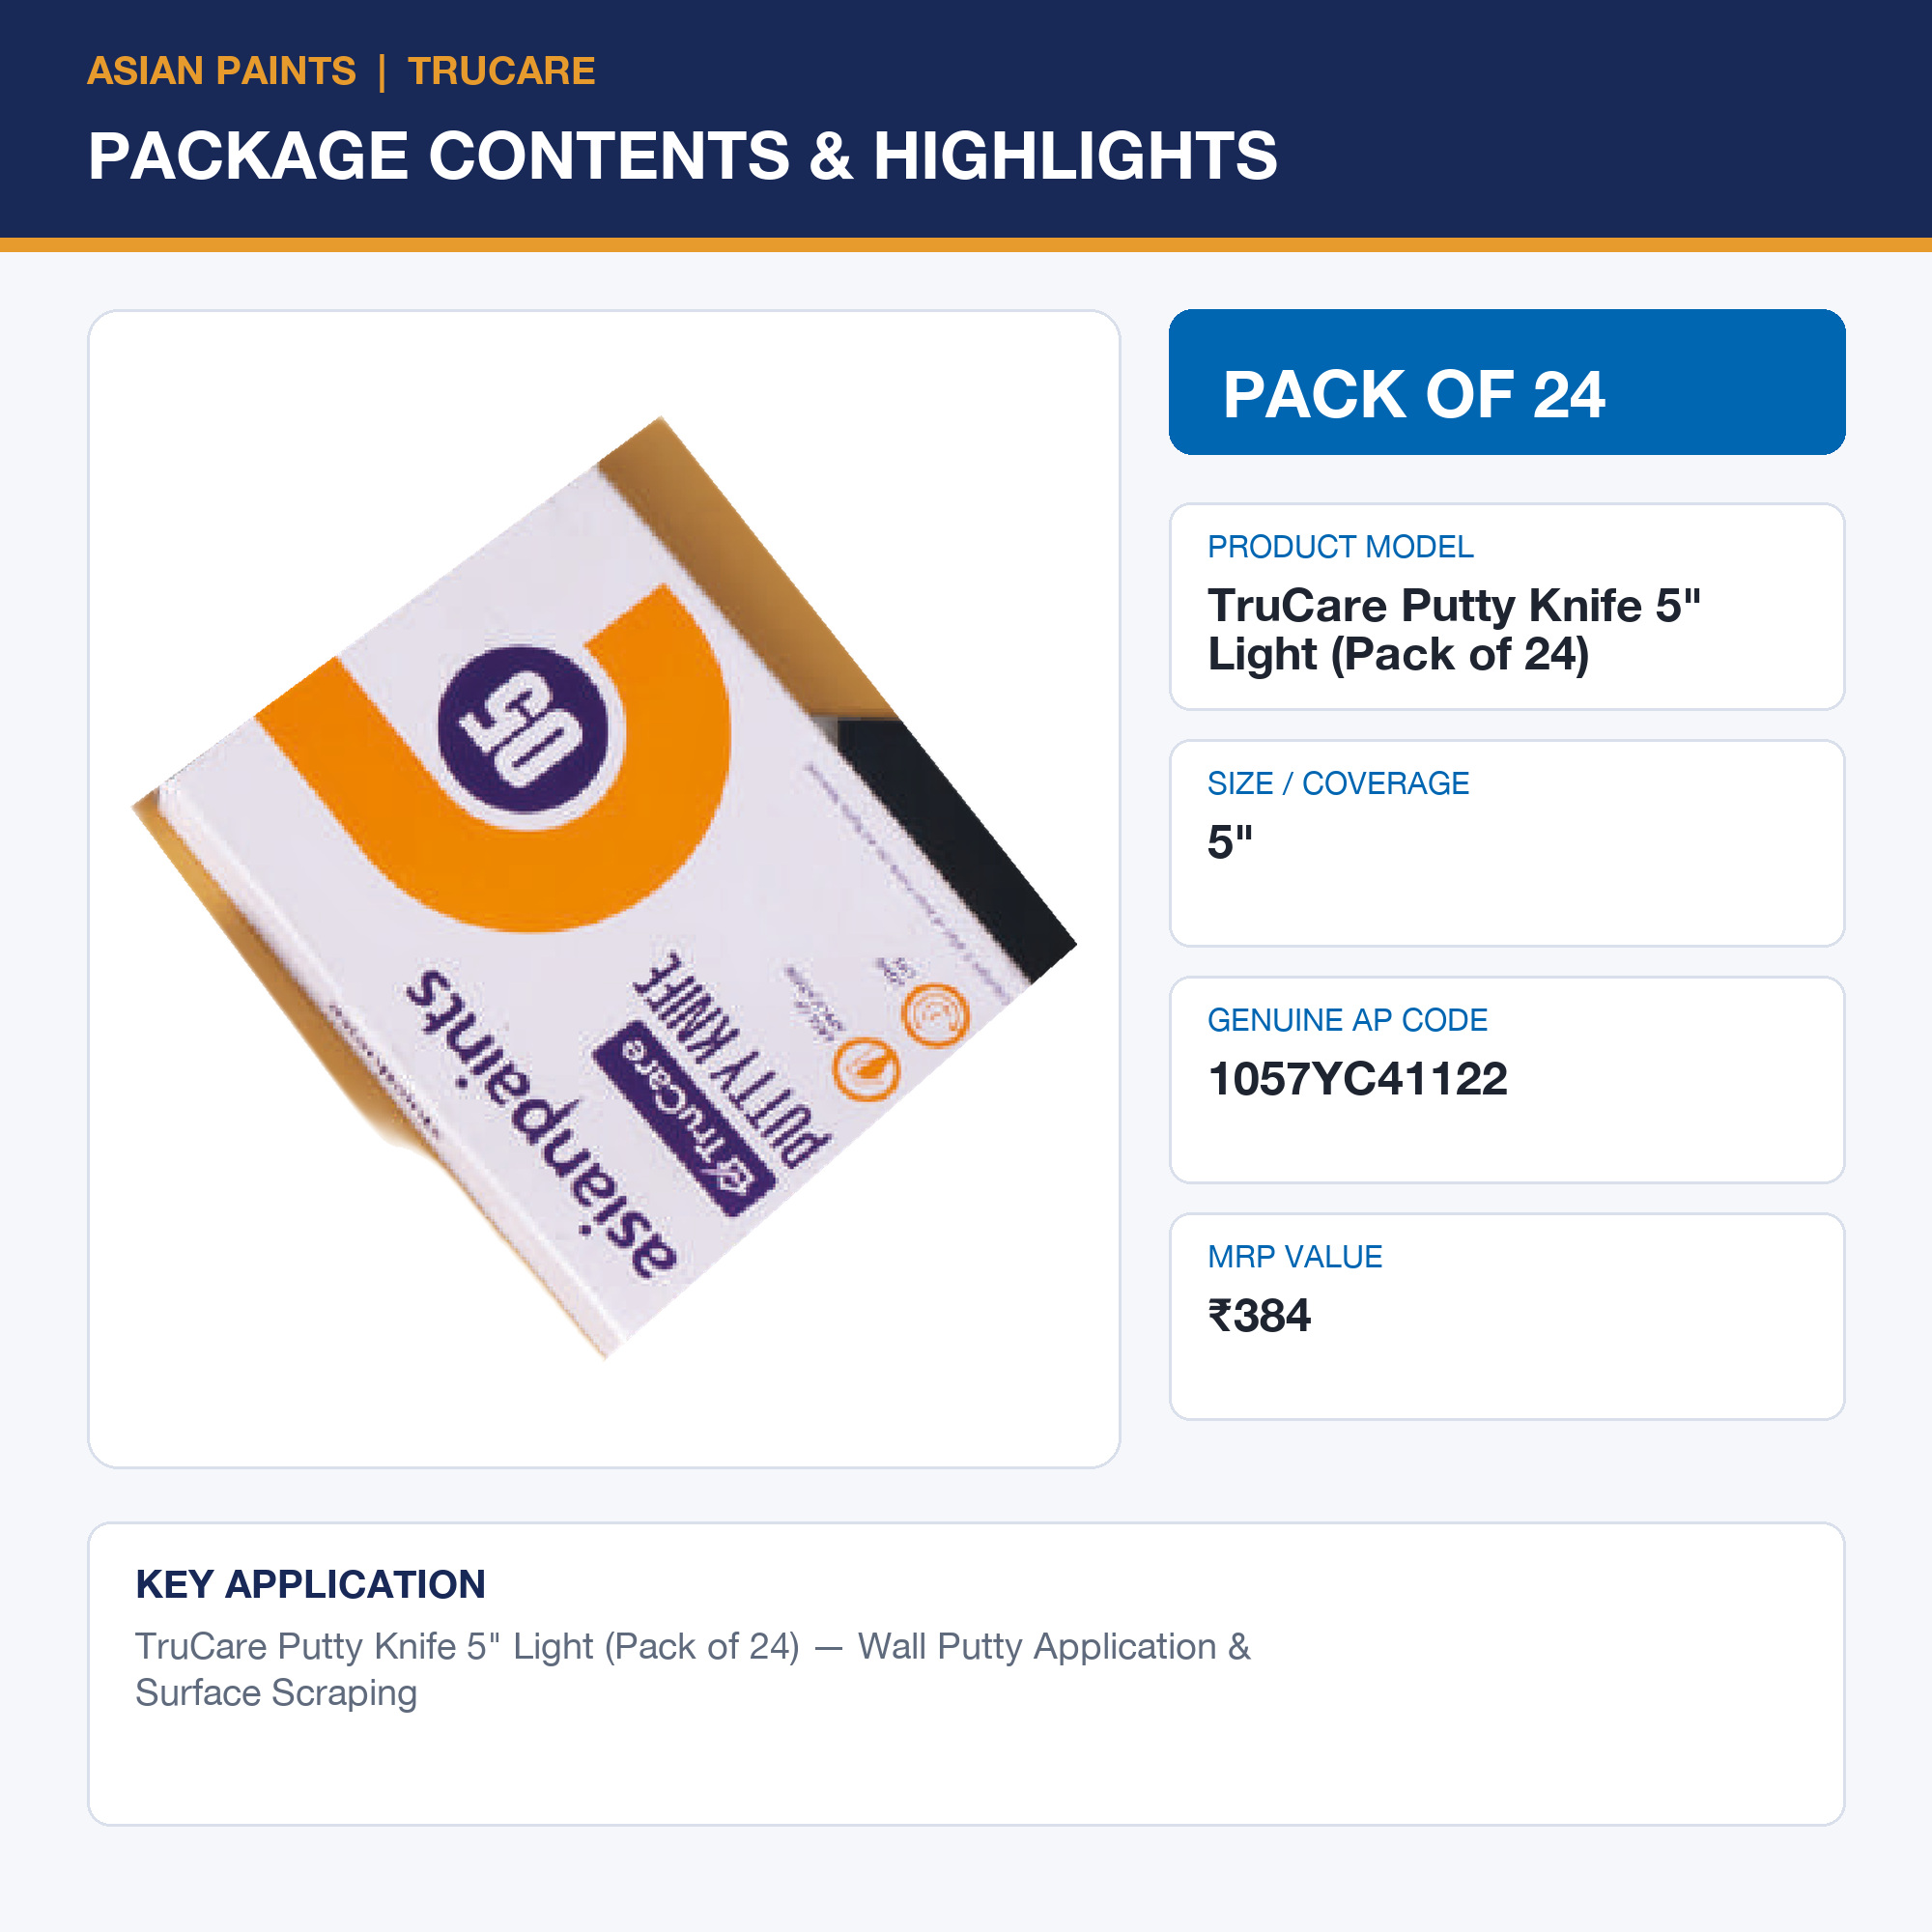 ASIAN PAINTS | TRUCARE
PACKAGE CONTENTS & HIGHLIGHTS
05
asianpaints
TruCare
PUTTY KNIFE
PACK OF 24
PRODUCT MODEL
TruCare Putty Knife 5"
Light (Pack of 24)
SIZE / COVERAGE
5"
GENUINE AP CODE
1057YC41122
MRP VALUE
₹384
KEY APPLICATION
TruCare Putty Knife 5" Light (Pack of 24) — Wall Putty Application &
Surface Scraping